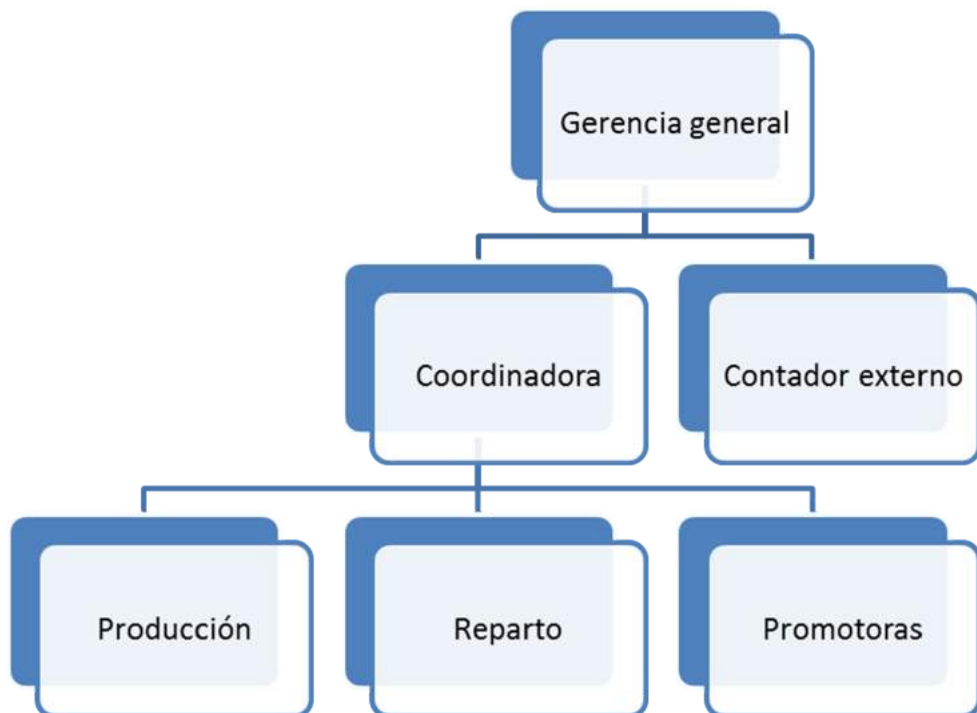 Gerencia general
Coordinadora
Contador externo
Producción
Reparto
Promotoras